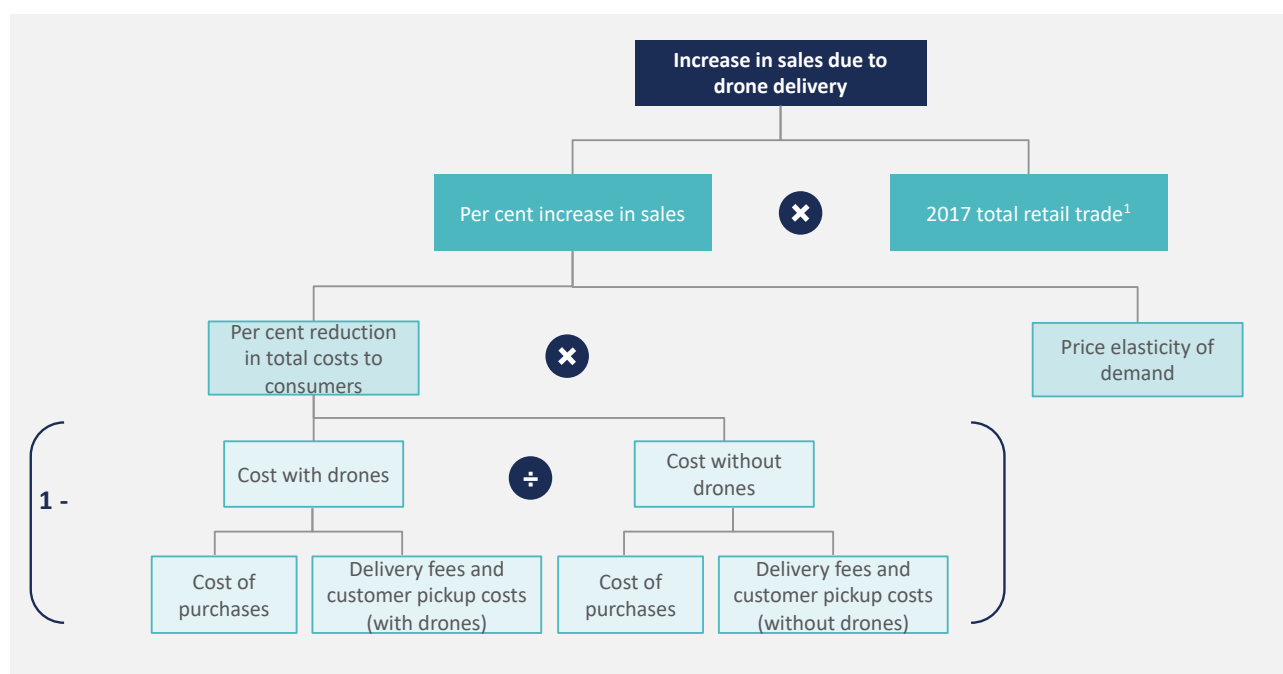 Increase in sales due to
drone delivery
Per cent increase in sales
×
2017 total retail trade1
Per cent reduction
in total costs to
consumers
×
Price elasticity of
demand
1 -
Cost with drones
÷
Cost without
drones
Cost of
purchases
Delivery fees and
customer pickup costs
(with drones)
Cost of
purchases
Delivery fees and
customer pickup costs
(without drones)